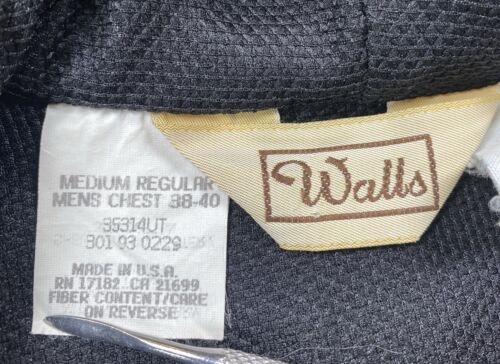 MEDIUM REGULAR
MENS CHEST 38-40
35314UT
301 93 0229
MADE IN U.S.A.
RN 17182 CA 21699
FIBER CONTENT/CARE
ON REVERSE
Walls